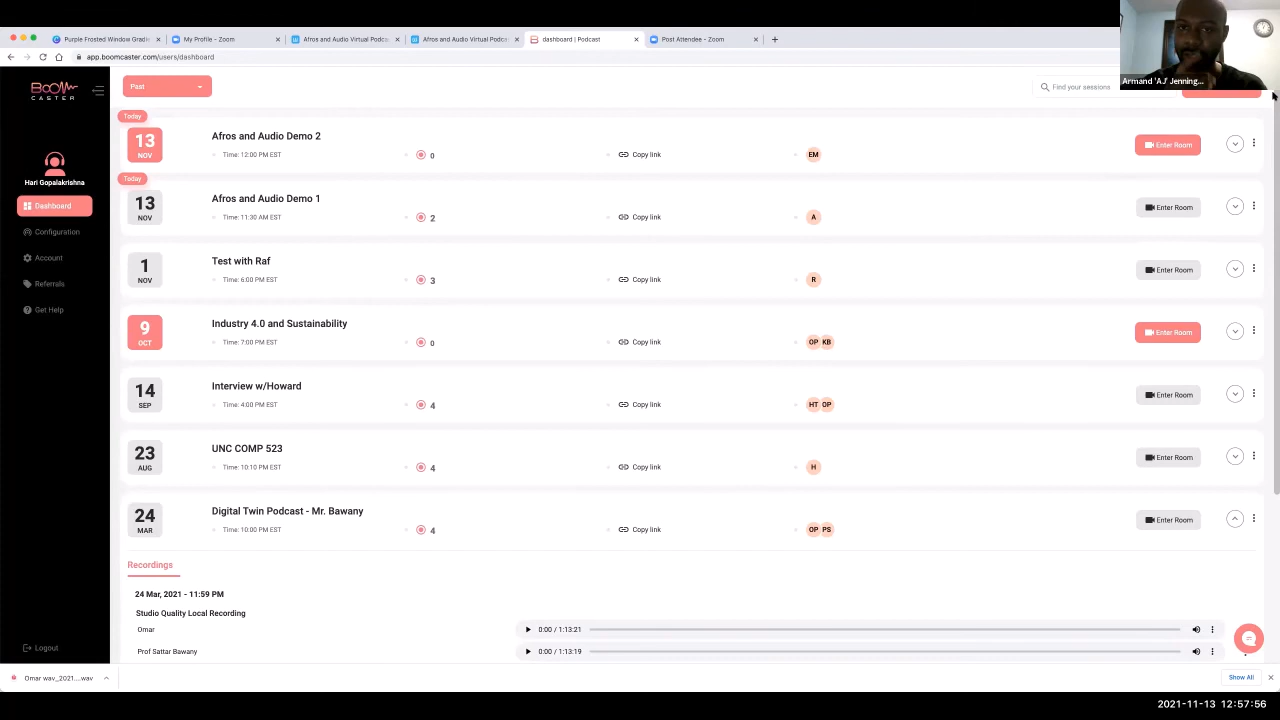 Purple Frosted Window Gradie
My Profile - Zoom
Afros and Audio Virtual Podca
Afros and Audio Virtual Podc
dashboard | Podcast
Post Attendee - Zoom
app.boomcaster.com/users/dashboard
Armand 'AJ' Jenning...
BOOM
CASTER
Past
Find your sessions
Hari Gopalakrishna
Dashboard
Configuration
Account
Referrals
Get Help
Logout
Today
13
NOV
Afros and Audio Demo 2
Time: 12:00 PM EST
0
Copy link
EM
Enter Room
Today
13
NOV
Afros and Audio Demo 1
Time: 11:30 AM EST
2
Copy link
A
Enter Room
1
NOV
Test with Raf
Time: 6:00 PM EST
3
Copy link
R
Enter Room
9
OCT
Industry 4.0 and Sustainability
Time: 7:00 PM EST
0
Copy link
OP KB
Enter Room
14
SEP
Interview w/Howard
Time: 4:00 PM EST
4
Copy link
HT OP
Enter Room
23
AUG
UNC COMP 523
Time: 10:10 PM EST
4
Copy link
H
Enter Room
24
MAR
Digital Twin Podcast - Mr. Bawany
Time: 10:00 PM EST
4
Copy link
OP PS
Enter Room
Recordings
24 Mar, 2021 - 11:59 PM
Studio Quality Local Recording
Omar
0:00 / 1:13:21
Prof Sattar Bawany
0:00 / 1:13:19
Omar wav_2021....wav
Show All
2021-11-13 12:57:56